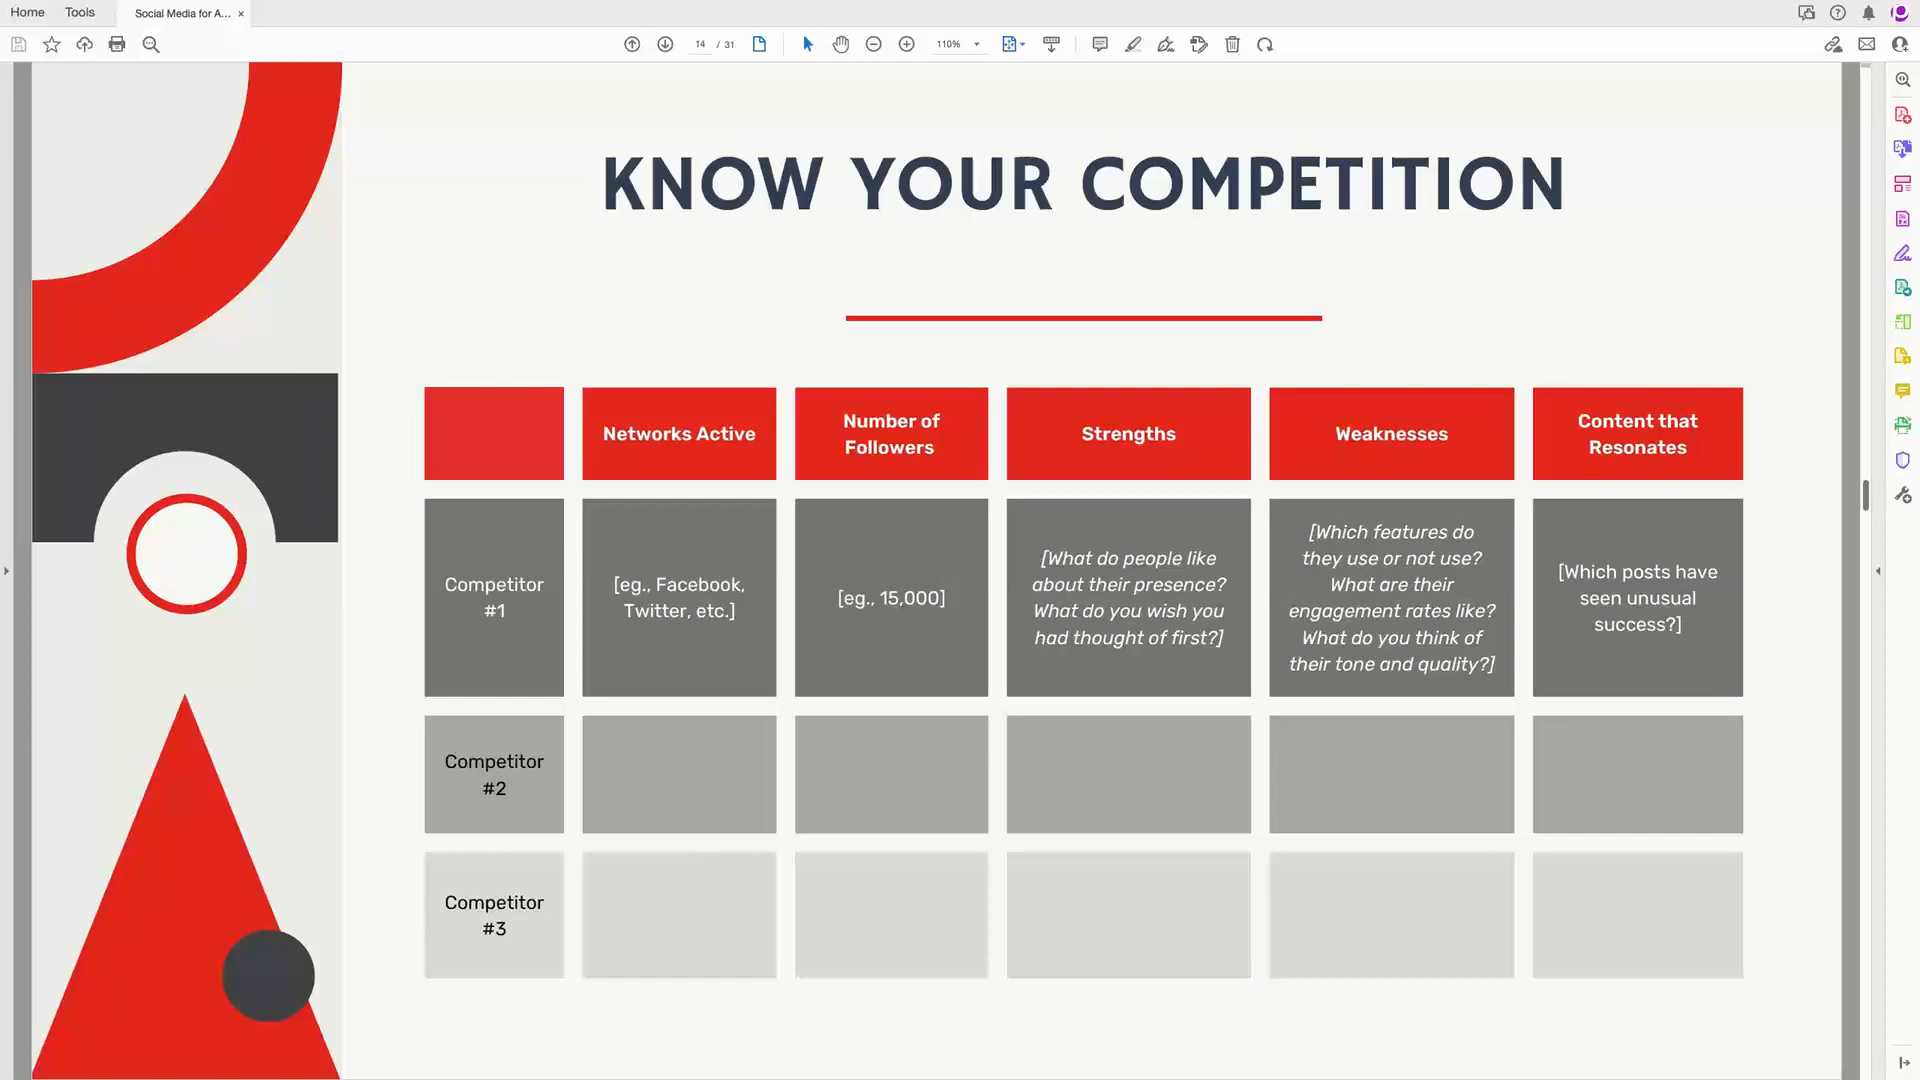 Home
Tools
Social Media for A...
14 / 31
110%
KNOW YOUR COMPETITION
Networks Active
Number of
Followers
Strengths
Weaknesses
Content that
Resonates
Competitor
#1
[eg., Facebook,
Twitter, etc.]
[eg., 15,000]
[What do people like
about their presence?
What do you wish you
had thought of first?]
[Which features do
they use or not use?
What are their
engagement rates like?
What do you think of
their tone and quality?]
[Which posts have
seen unusual
success?]
Competitor
#2
Competitor
#3